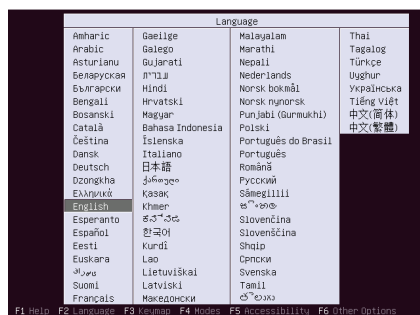 Language
Amharic
Arabic
Asturianu
Беларуская
Български
Bengali
Bosanski
Català
Čeština
Dansk
Deutsch
Dzongkha
Ελληνικά
English
Esperanto
Español
Eesti
Euskara
Suomi
Français
Gaeilge
Galego
Gujarati
עברית
Hindi
Hrvatski
Magyar
Bahasa Indonesia
Íslenska
Italiano
日本語
ქართული
Қазақ
Khmer
ಕನ್ನಡ
한국어
Kurdî
Lao
Lietuviškai
Latviski
Македонски
Malayalam
Marathi
Nepali
Nederlands
Norsk bokmål
Norsk nynorsk
Punjabi (Gurmukhi)
Polski
Português do Brasil
Português
Română
Русский
Sámegillii
සිංහල
Slovenčina
Slovenščina
Shqip
Српски
Svenska
Tamil
తెలుగు
Thai
Tagalog
Türkçe
Uyghur
Українська
Tiếng Việt
中文(简体)
中文(繁體)
F1 Help F2 Language F3 Keymap F4 Modes F5 Accessibility F6 Other Options